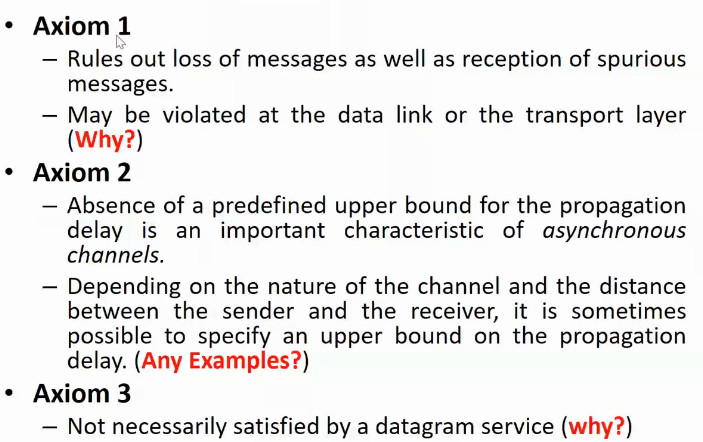 • Axiom 1
– Rules out loss of messages as well as reception of spurious
messages.
– May be violated at the data link or the transport layer
(Why?)
• Axiom 2
– Absence of a predefined upper bound for the propagation
delay is an important characteristic of asynchronous
channels.
– Depending on the nature of the channel and the distance
between the sender and the receiver, it is sometimes
possible to specify an upper bound on the propagation
delay. (Any Examples?)
• Axiom 3
– Not necessarily satisfied by a datagram service (why?)